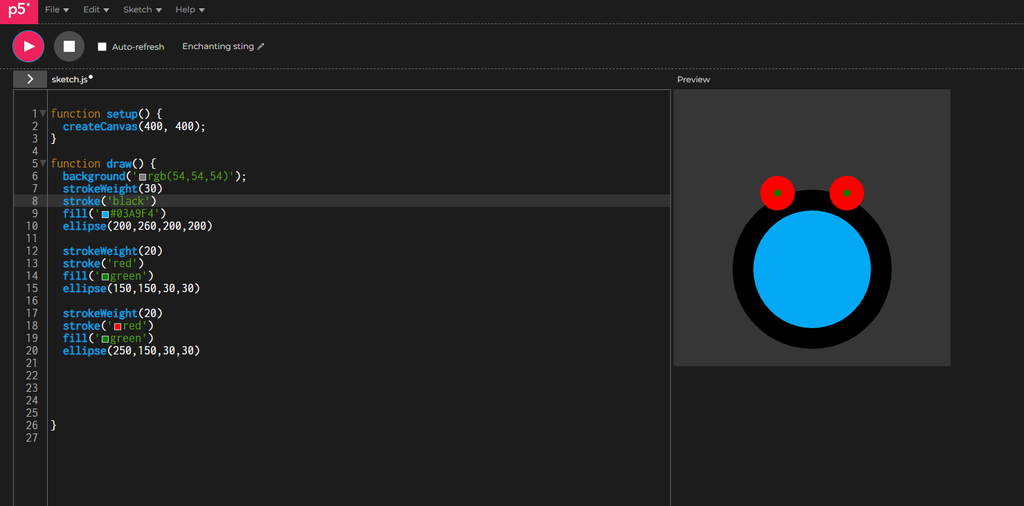 p5* File Edit Sketch Help
Auto-refresh Enchanting sting
sketch.js
Preview
1 function setup() {
2 createCanvas(400, 400);
3 }
4
5 function draw() {
6 background('rgb(54,54,54)');
7 strokeWeight(30)
8 stroke('black')
9 fill('#03A9F4')
10 ellipse(200,260,200,200)
11
12 strokeWeight(20)
13 stroke('red')
14 fill('green')
15 ellipse(150,150,30,30)
16
17 strokeWeight(20)
18 stroke('red')
19 fill('green')
20 ellipse(250,150,30,30)
21
22
23
24
25
26 }
27